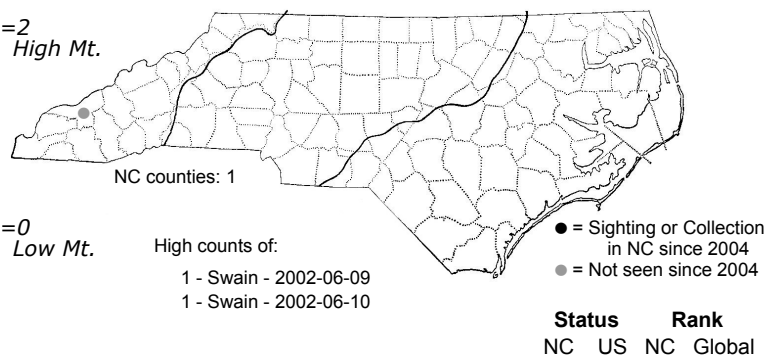 =2
High Mt.
NC counties: 1
=0
Low Mt.
High counts of:
1 - Swain - 2002-06-09
1 - Swain - 2002-06-10
● = Sighting or Collection
in NC since 2004
● = Not seen since 2004
Status Rank
NC US NC Global